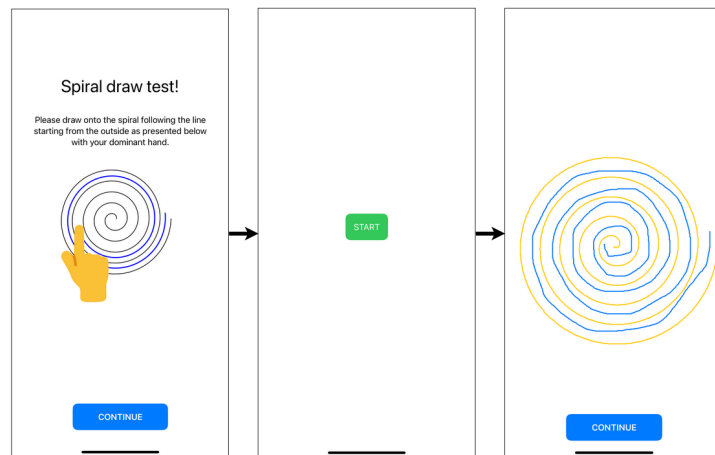 Spiral draw test!
Please draw onto the spiral following the line
starting from the outside as presented below
with your dominant hand.
CONTINUE
START
CONTINUE